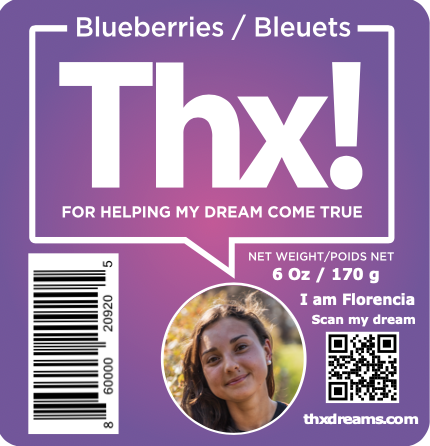 Blueberries / Bleuets
Thx!
FOR HELPING MY DREAM COME TRUE
NET WEIGHT/POIDS NET
6 Oz / 170 g
I am Florencia
Scan my dream
thxdreams.com
8 60000 20920 5